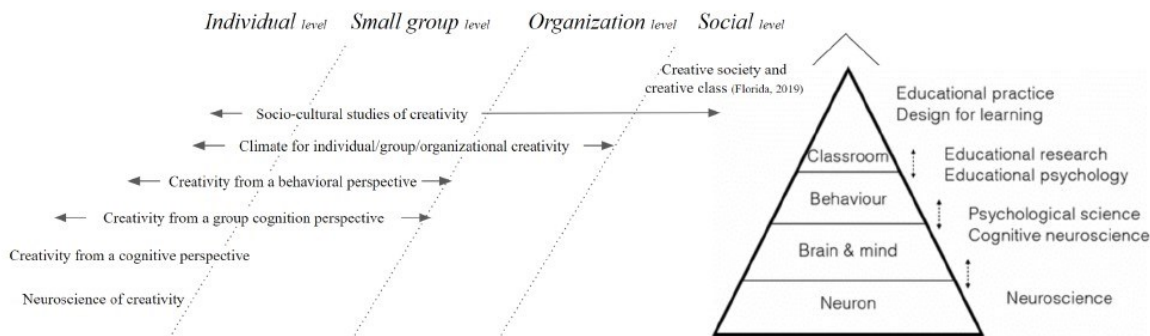 Individual level Small group level Organization level Social level
Creative society and
creative class (Florida, 2019)
Socio-cultural studies of creativity
Climate for individual/group/organizational creativity
Creativity from a behavioral perspective
Creativity from a group cognition perspective
Creativity from a cognitive perspective
Neuroscience of creativity
Educational practice
Design for learning
Classroom
Educational research
Educational psychology
Behaviour
Psychological science
Cognitive neuroscience
Brain & mind
Neuron
Neuroscience